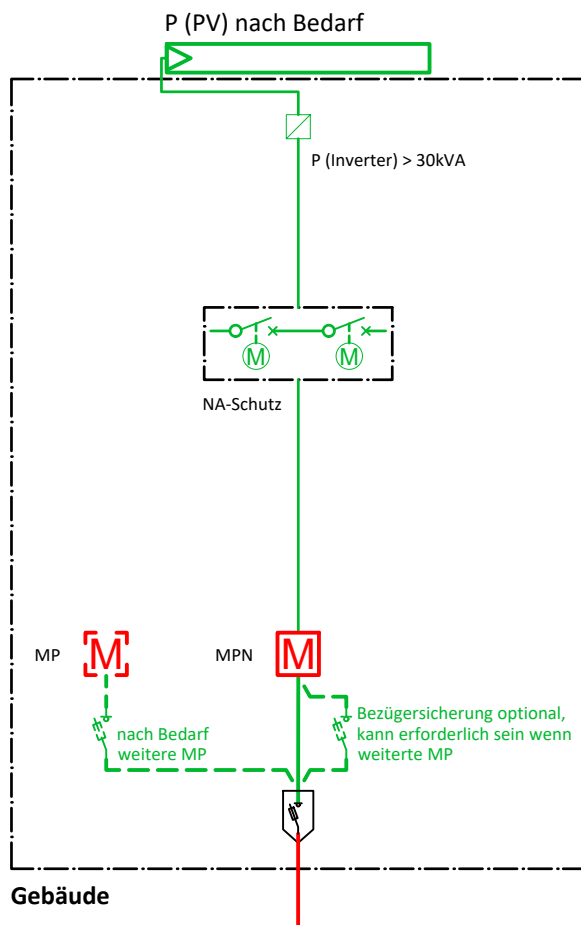 P (PV) nach Bedarf
P (Inverter) > 30kVA
M M
NA-Schutz
MP M MPN M
nach Bedarf
weitere MP
Bezügersicherung optional,
kann erforderlich sein wenn
weiterte MP
Gebäude